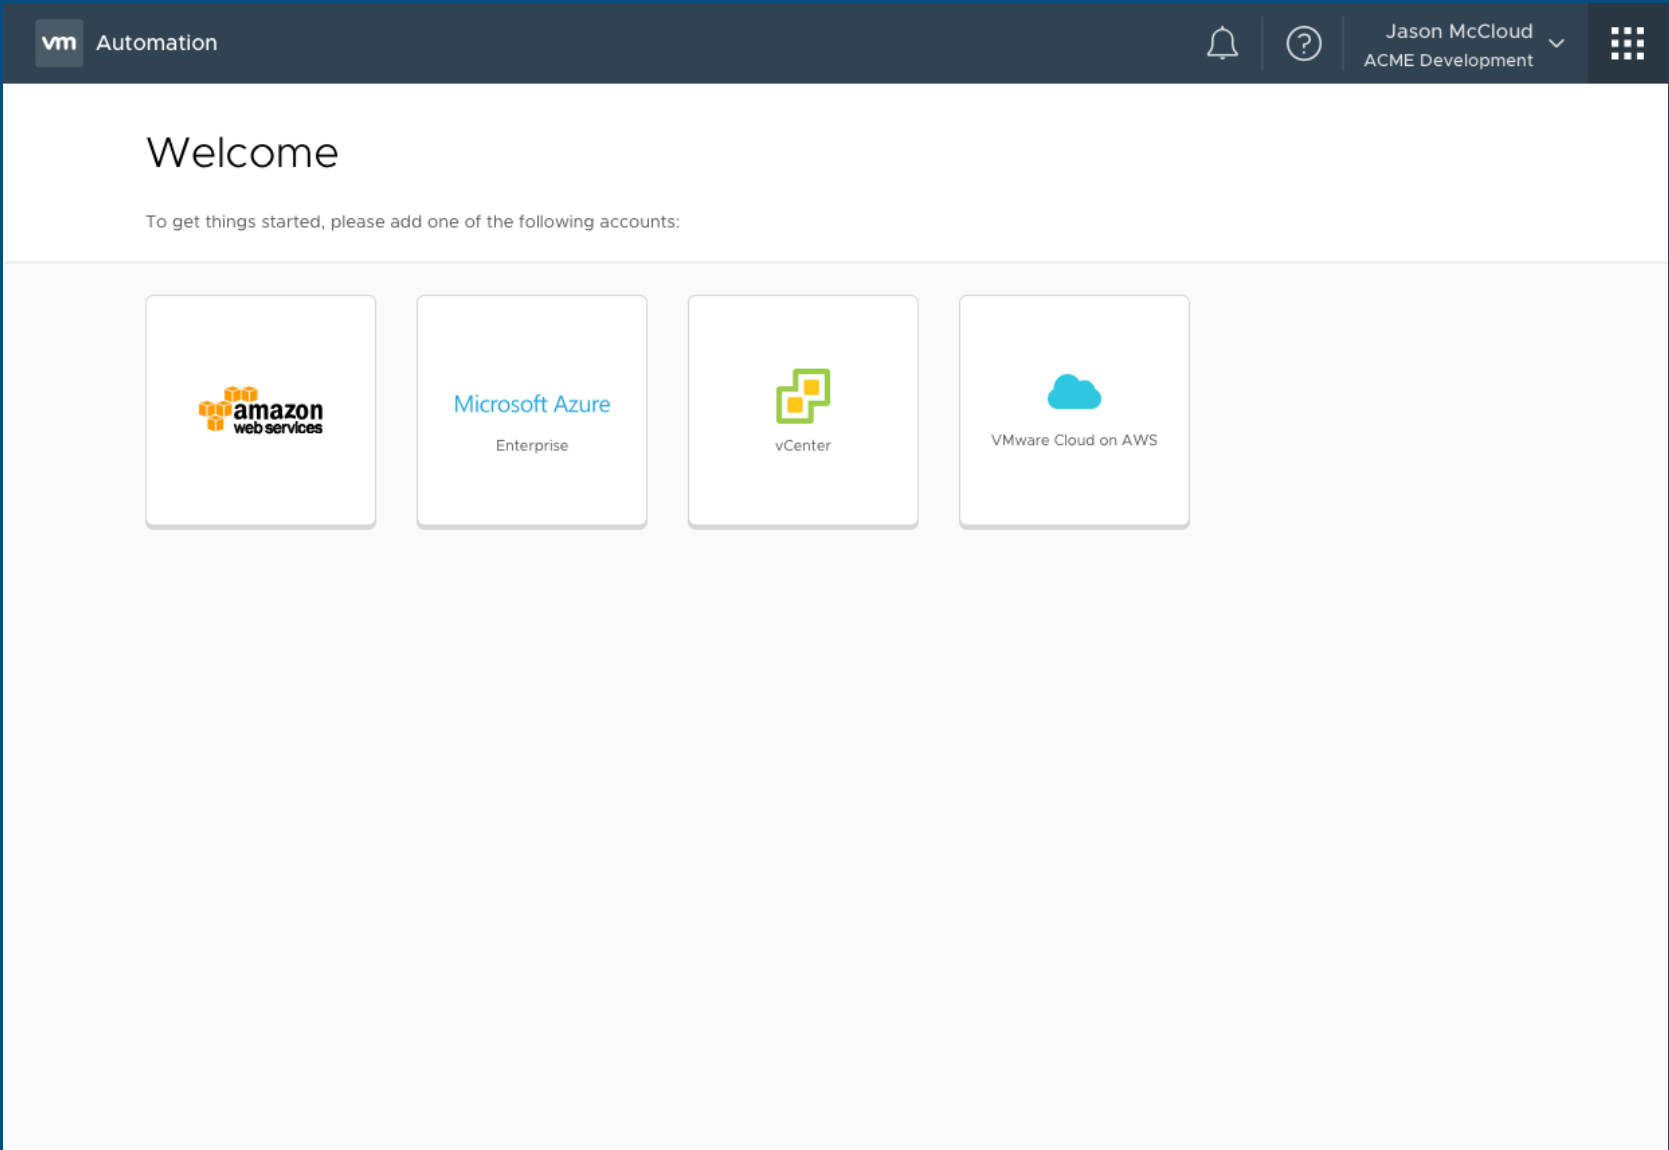 vm Automation
Jason McCloud
ACME Development
Welcome
To get things started, please add one of the following accounts:
amazon
web services
Microsoft Azure
Enterprise
vCenter
VMware Cloud on AWS